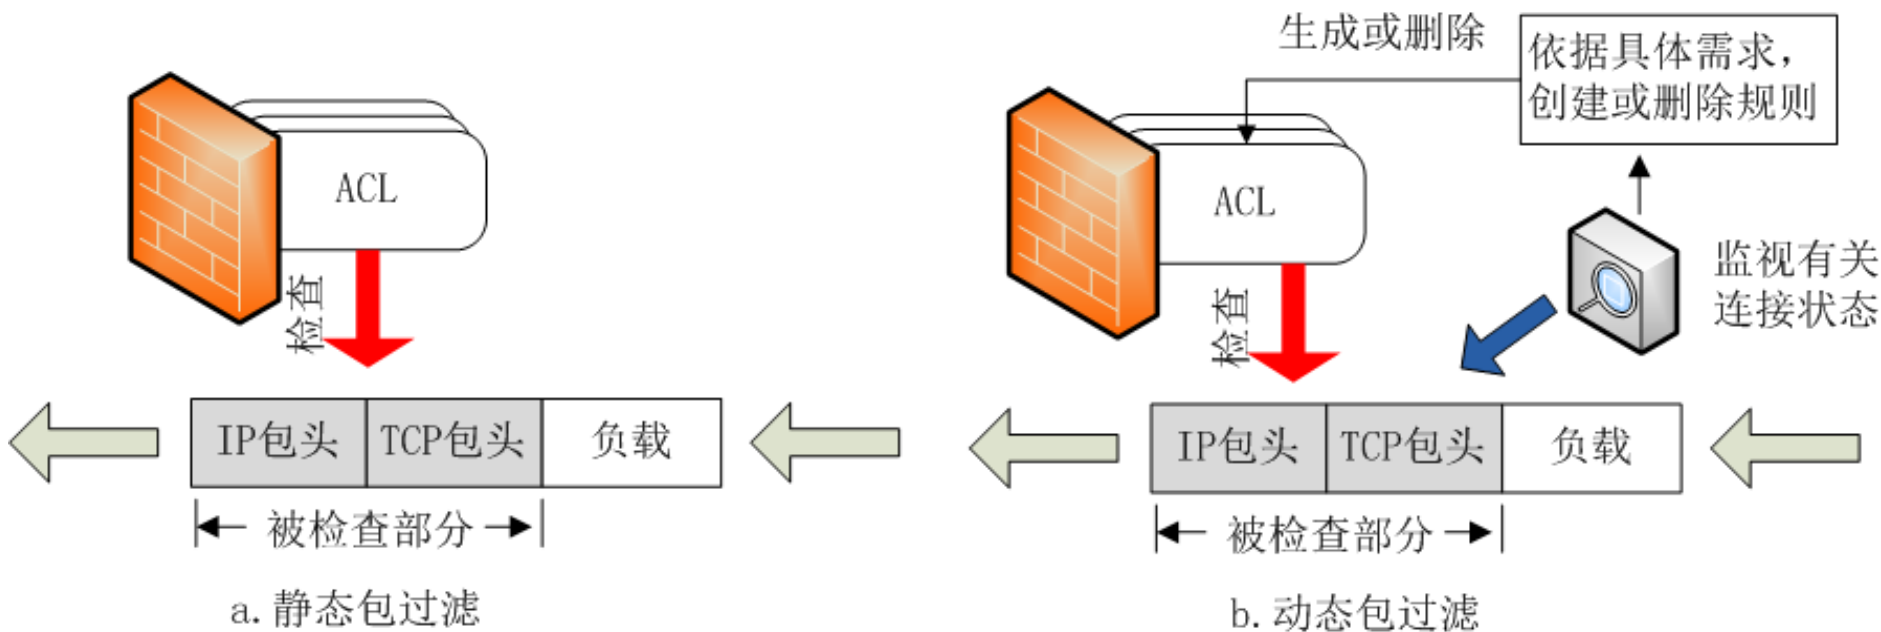 ACL
检查
IP包头
TCP包头
负载
被检查部分
a.静态包过滤
生成或删除
依据具体需求，
创建或删除规则
ACL
监视有关
连接状态
检查
IP包头
TCP包头
负载
被检查部分
b.动态包过滤